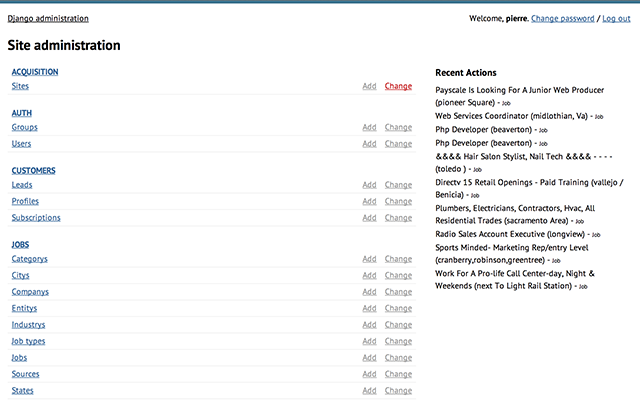 Django administration
Welcome, pierre. Change password / Log out
Site administration
ACQUISITION
Sites Add Change
AUTH
Groups Add Change
Users Add Change
CUSTOMERS
Leads Add Change
Profiles Add Change
Subscriptions Add Change
JOBS
Categorys Add Change
Citys Add Change
Companys Add Change
Entitys Add Change
Industrys Add Change
Job types Add Change
Jobs Add Change
Sources Add Change
States Add Change
Recent Actions
Payscale Is Looking For A Junior Web Producer
(pioneer Square) - Job
Web Services Coordinator (midlothian, Va) - Job
Php Developer (beaverton) - Job
Php Developer (beaverton) - Job
&&&& Hair Salon Stylist, Nail Tech &&&& - - - -
(toledo ) - Job
Directv 15 Retail Openings - Paid Training (vallejo /
Benicia) - Job
Plumbers, Electricians, Contractors, Hvac, All
Residential Trades (sacramento Area) - Job
Radio Sales Account Executive (longview) - Job
Sports Minded- Marketing Rep/entry Level
(cranberry,robinson,greentree) - Job
Work For A Pro-life Call Center-day, Night &
Weekends (next To Light Rail Station) - Job